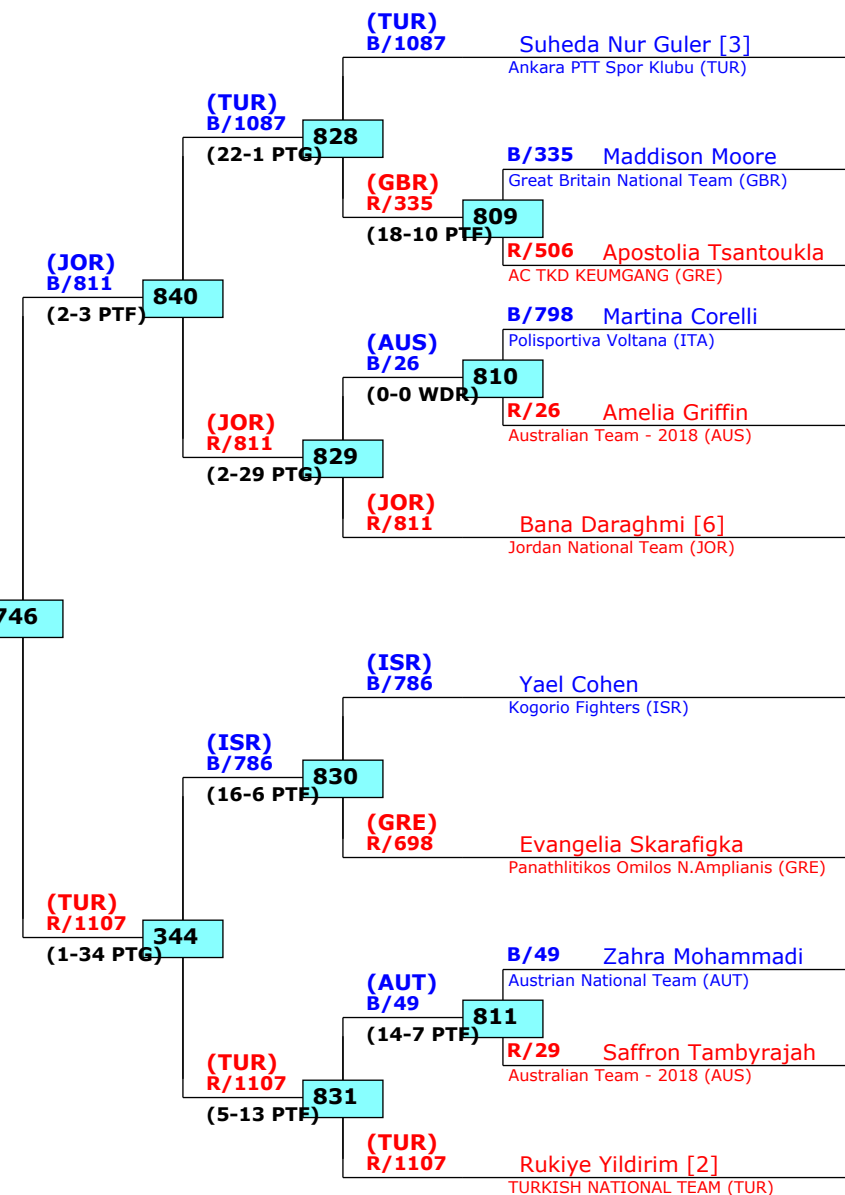 (TUR)
B/1087
Suheda Nur Guler [3]
Ankara PTT Spor Klubu (TUR)
(TUR)
B/1087
828
(22-1 PTG)
B/335 Maddison Moore
Great Britain National Team (GBR)
(GBR)
R/335
809
(18-10 PTF)
R/506 Apostolia Tsantoukla
AC TKD KEUMGANG (GRE)
(JOR)
B/811
840
(2-3 PTF)
B/798 Martina Corelli
Polisportiva Voltana (ITA)
(AUS)
B/26
810
(0-0 WDR)
R/26 Amelia Griffin
Australian Team - 2018 (AUS)
(JOR)
R/811
829
(2-29 PTG)
(JOR)
R/811
Bana Daraghmi [6]
Jordan National Team (JOR)
746
(ISR)
B/786
Yael Cohen
Kogorio Fighters (ISR)
(ISR)
B/786
830
(16-6 PTF)
(GRE)
R/698
Evangelia Skarafigka
Panathlitikos Omilos N.Amplianis (GRE)
(TUR)
R/1107
344
(1-34 PTG)
B/49 Zahra Mohammadi
Austrian National Team (AUT)
(AUT)
B/49
811
(14-7 PTF)
R/29 Saffron Tambyrajah
Australian Team - 2018 (AUS)
(TUR)
R/1107
831
(5-13 PTF)
(TUR)
R/1107
Rukiye Yildirim [2]
TURKISH NATIONAL TEAM (TUR)